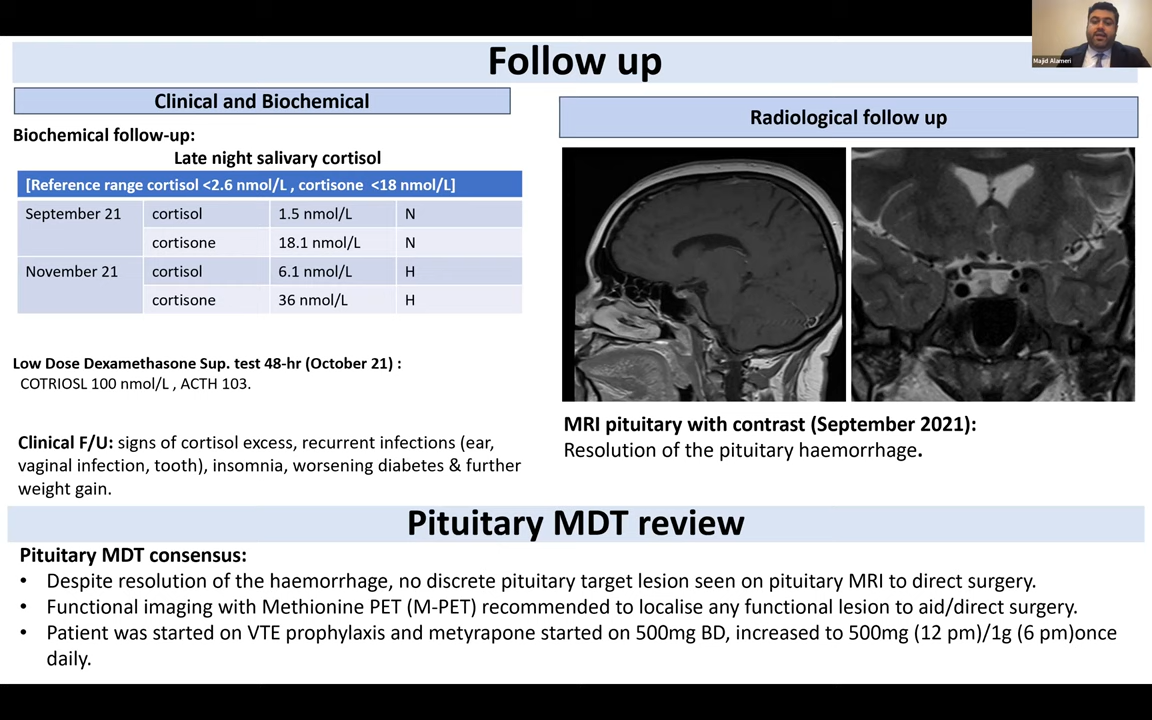 Follow up
Majid Alameri
Clinical and Biochemical
Biochemical follow-up:
Late night salivary cortisol
[Reference range cortisol <2.6 nmol/L , cortisone <18 nmol/L]
September 21 cortisol 1.5 nmol/L N
cortisone 18.1 nmol/L N
November 21 cortisol 6.1 nmol/L H
cortisone 36 nmol/L H
Low Dose Dexamethasone Sup. test 48-hr (October 21) :
COTRIOSL 100 nmol/L , ACTH 103.
Clinical F/U: signs of cortisol excess, recurrent infections (ear,
vaginal infection, tooth), insomnia, worsening diabetes & further
weight gain.
Radiological follow up
MRI pituitary with contrast (September 2021):
Resolution of the pituitary haemorrhage.
Pituitary MDT review
Pituitary MDT consensus:
• Despite resolution of the haemorrhage, no discrete pituitary target lesion seen on pituitary MRI to direct surgery.
• Functional imaging with Methionine PET (M-PET) recommended to localise any functional lesion to aid/direct surgery.
• Patient was started on VTE prophylaxis and metyrapone started on 500mg BD, increased to 500mg (12 pm)/1g (6 pm)once
daily.